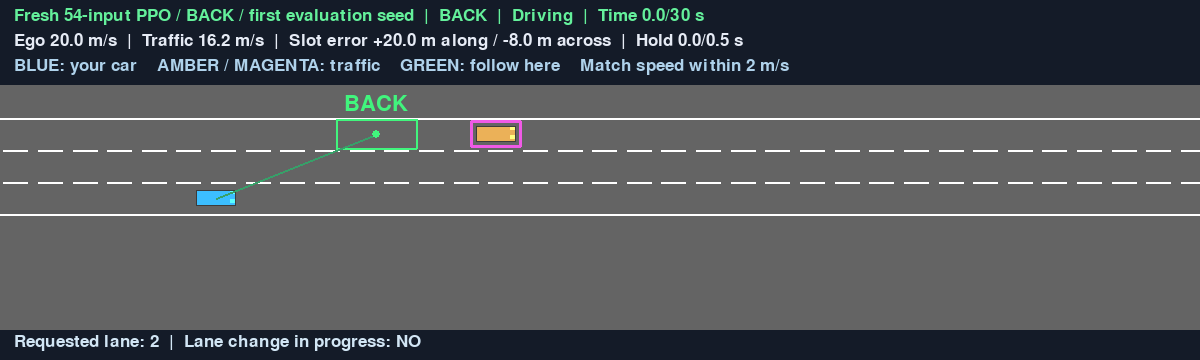 Fresh 54-input PPO / BACK / first evaluation seed | BACK | Driving | Time 0.0/30 s
Ego 20.0 m/s | Traffic 16.2 m/s | Slot error +20.0 m along / -8.0 m across | Hold 0.0/0.5 s
BLUE: your car AMBER / MAGENTA: traffic GREEN: follow here Match speed within 2 m/s
BACK
Requested lane: 2 | Lane change in progress: NO